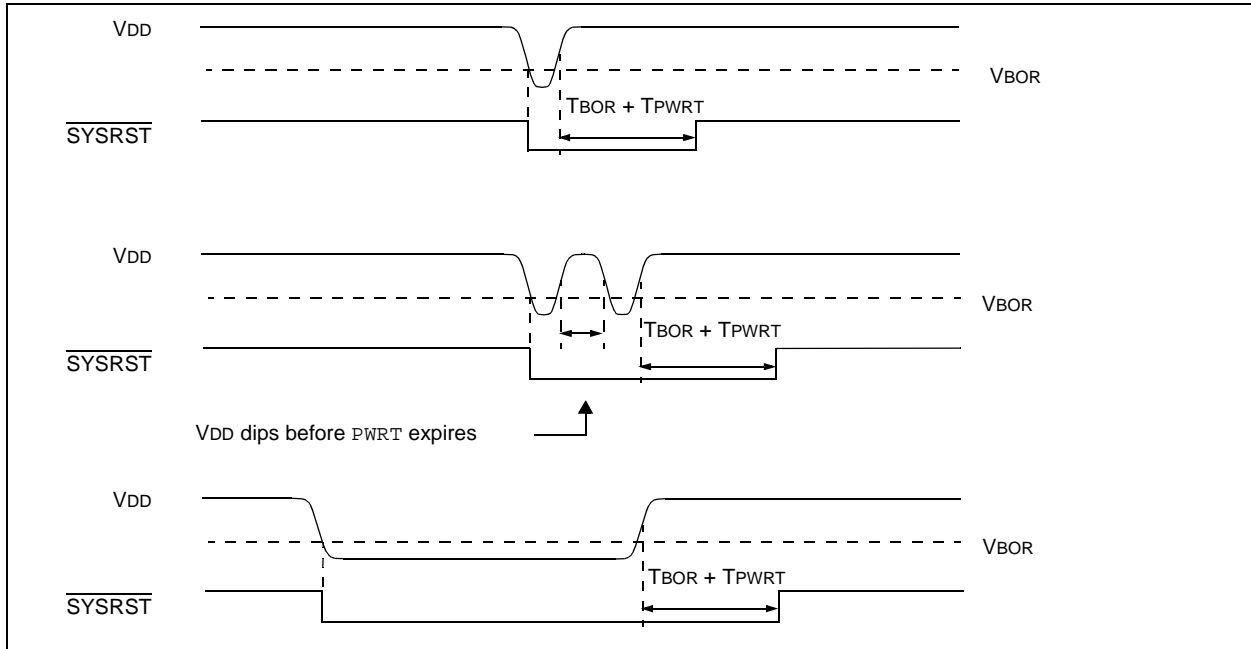 VDD
VBOR
TBOR + TPWRT
SYSRST
VDD
VBOR
TBOR + TPWRT
SYSRST
VDD dips before PWRT expires
VDD
VBOR
TBOR + TPWRT
SYSRST